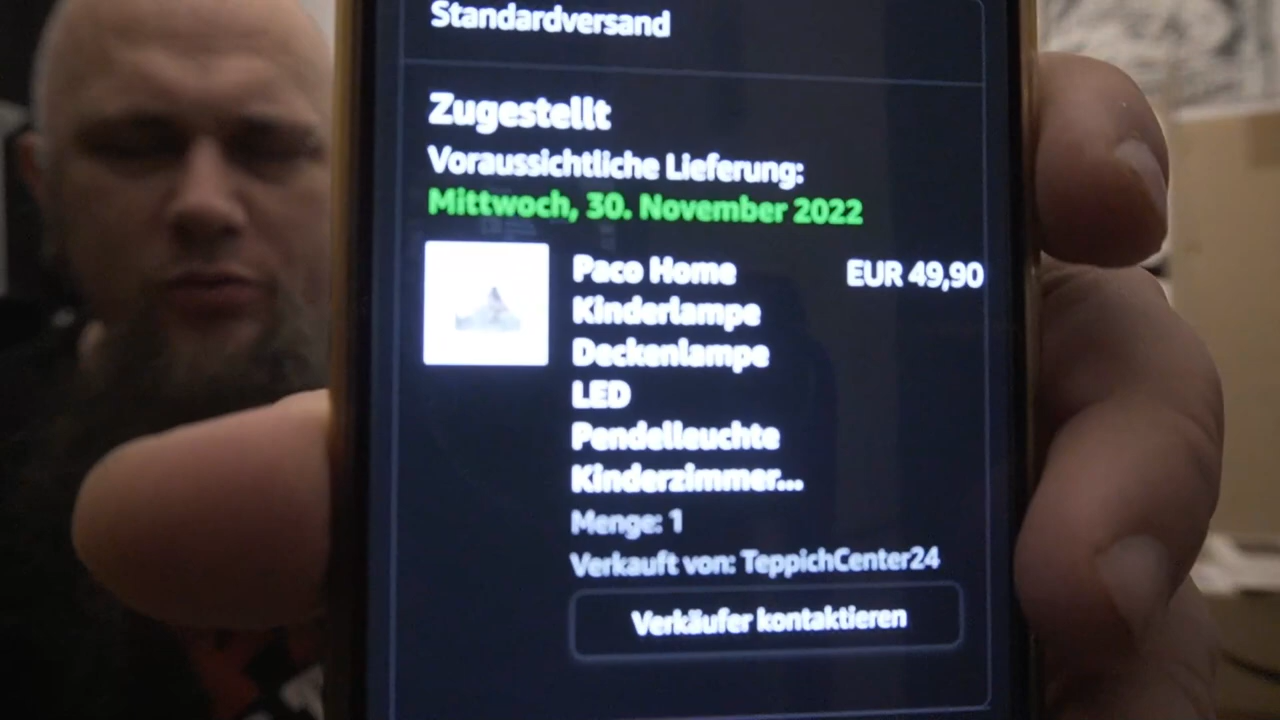 Standardversand
Zugestellt
Voraussichtliche Lieferung:
Mittwoch, 30. November 2022
Paco Home
EUR 49,90
Kinderlampe
Deckenlampe
LED
Pendelleuchte
Kinderzimmer...
Menge: 1
Verkauft von: TeppichCenter24
Verkäufer kontaktieren